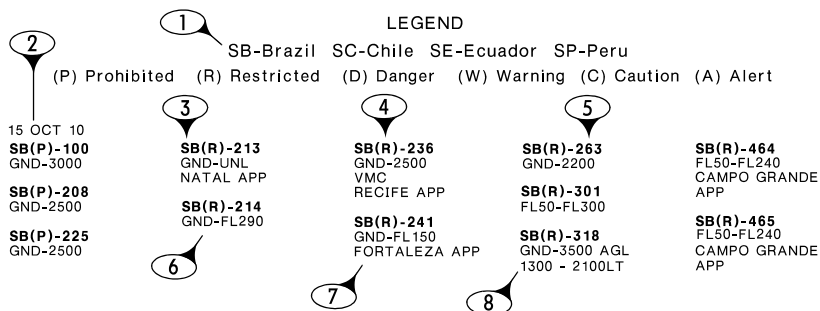 LEGEND
1
SB-Brazil SC-Chile SE-Ecuador SP-Peru
2
(P) Prohibited (R) Restricted (D) Danger (W) Warning (C) Caution (A) Alert
3
4
5
15 OCT 10
SB(P)-100
GND-3000
SB(P)-208
GND-2500
SB(P)-225
GND-2500
SB(R)-213
GND-UNL
NATAL APP
SB(R)-214
GND-FL290
6
SB(R)-236
GND-2500
VMC
RECIFE APP
SB(R)-241
GND-FL150
FORTALEZA APP
7
SB(R)-263
GND-2200
SB(R)-301
FL50-FL300
SB(R)-318
GND-3500 AGL
1300 - 2100LT
8
SB(R)-464
FL50-FL240
CAMPO GRANDE
APP
SB(R)-465
FL50-FL240
CAMPO GRANDE
APP